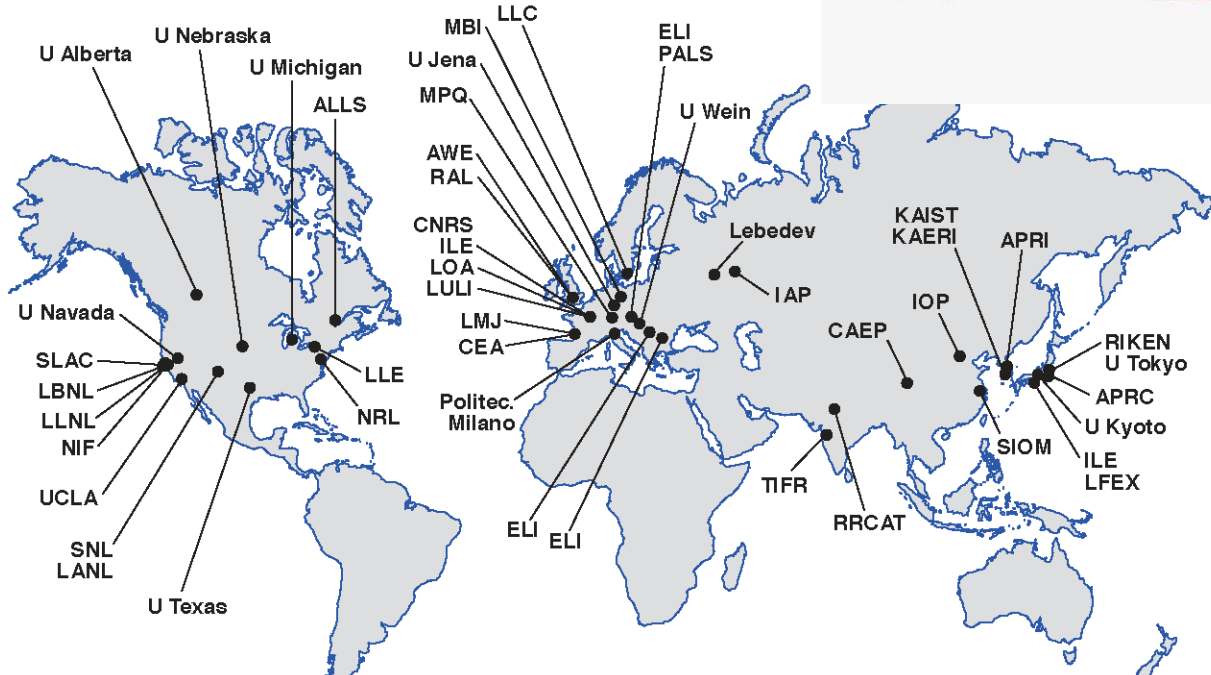 U Alberta
U Nebraska
U Michigan
ALLS
U Navada
SLAC
LBNL
LLNL
NIF
UCLA
SNL
LANL
U Texas
LLE
NRL
LLC
MBI
U Jena
MPQ
AWE
RAL
CNRS
ILE
LOA
LULI
LMJ
CEA
Politec.
Milano
ELI
PALS
U Wein
ELI
ELI
Lebedev
IAP
KAIST
KAERI
APRI
IOP
CAEP
RIKEN
U Tokyo
APRC
U Kyoto
ILE
LFEX
SIOM
TIFR
RRCAT